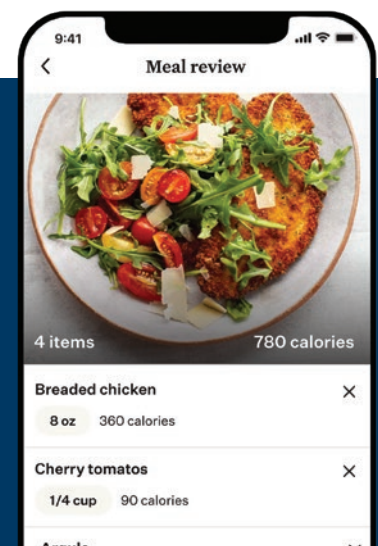 9:41
Meal review
4 items 780 calories
Breaded chicken
8 oz 360 calories
Cherry tomatos
1/4 cup 90 calories